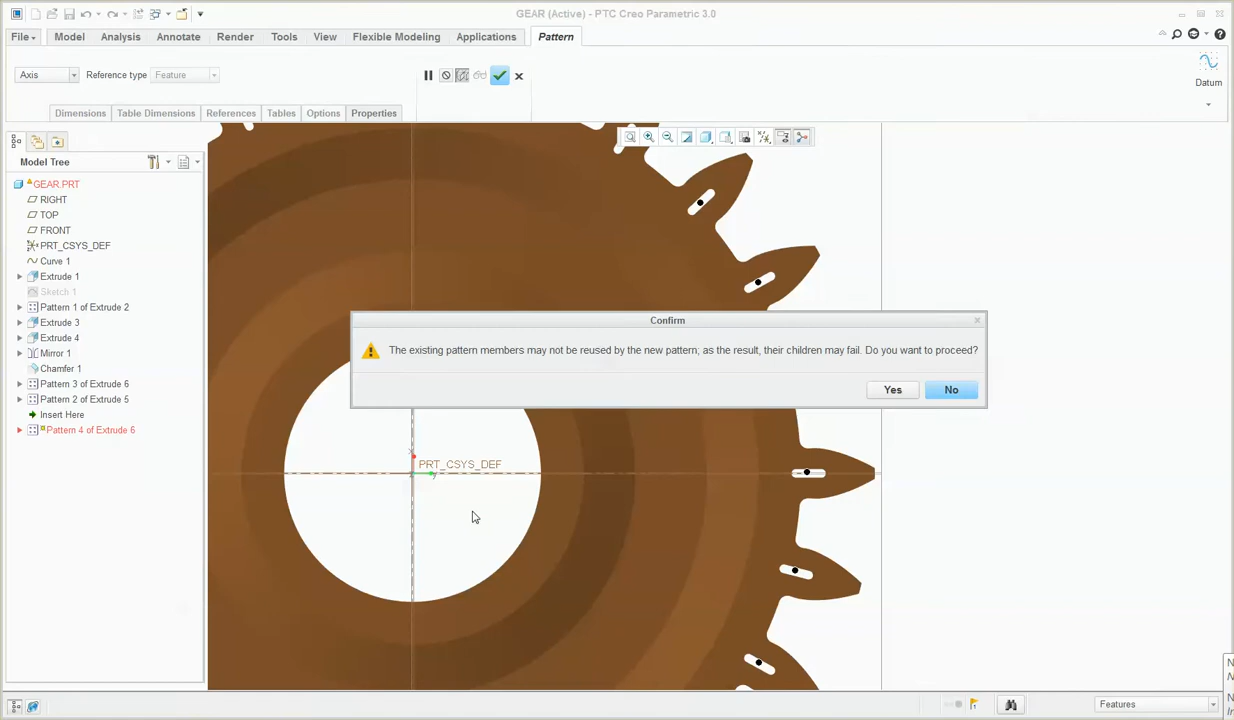 GEAR (Active) - PTC Creo Parametric 3.0
File Model Analysis Annotate Render Tools View Flexible Modeling Applications Pattern
Axis Reference type Feature
Datum
Dimensions Table Dimensions References Tables Options Properties
Model Tree
GEAR.PRT
RIGHT
TOP
FRONT
PRT_CSYS_DEF
Curve 1
Extrude 1
Sketch 1
Pattern 1 of Extrude 2
Extrude 3
Extrude 4
Mirror 1
Chamfer 1
Pattern 3 of Extrude 6
Pattern 2 of Extrude 5
Insert Here
Pattern 4 of Extrude 6
Confirm
The existing pattern members may not be reused by the new pattern; as the result, their children may fail. Do you want to proceed?
Yes No
PRT_CSYS_DEF
y
Features